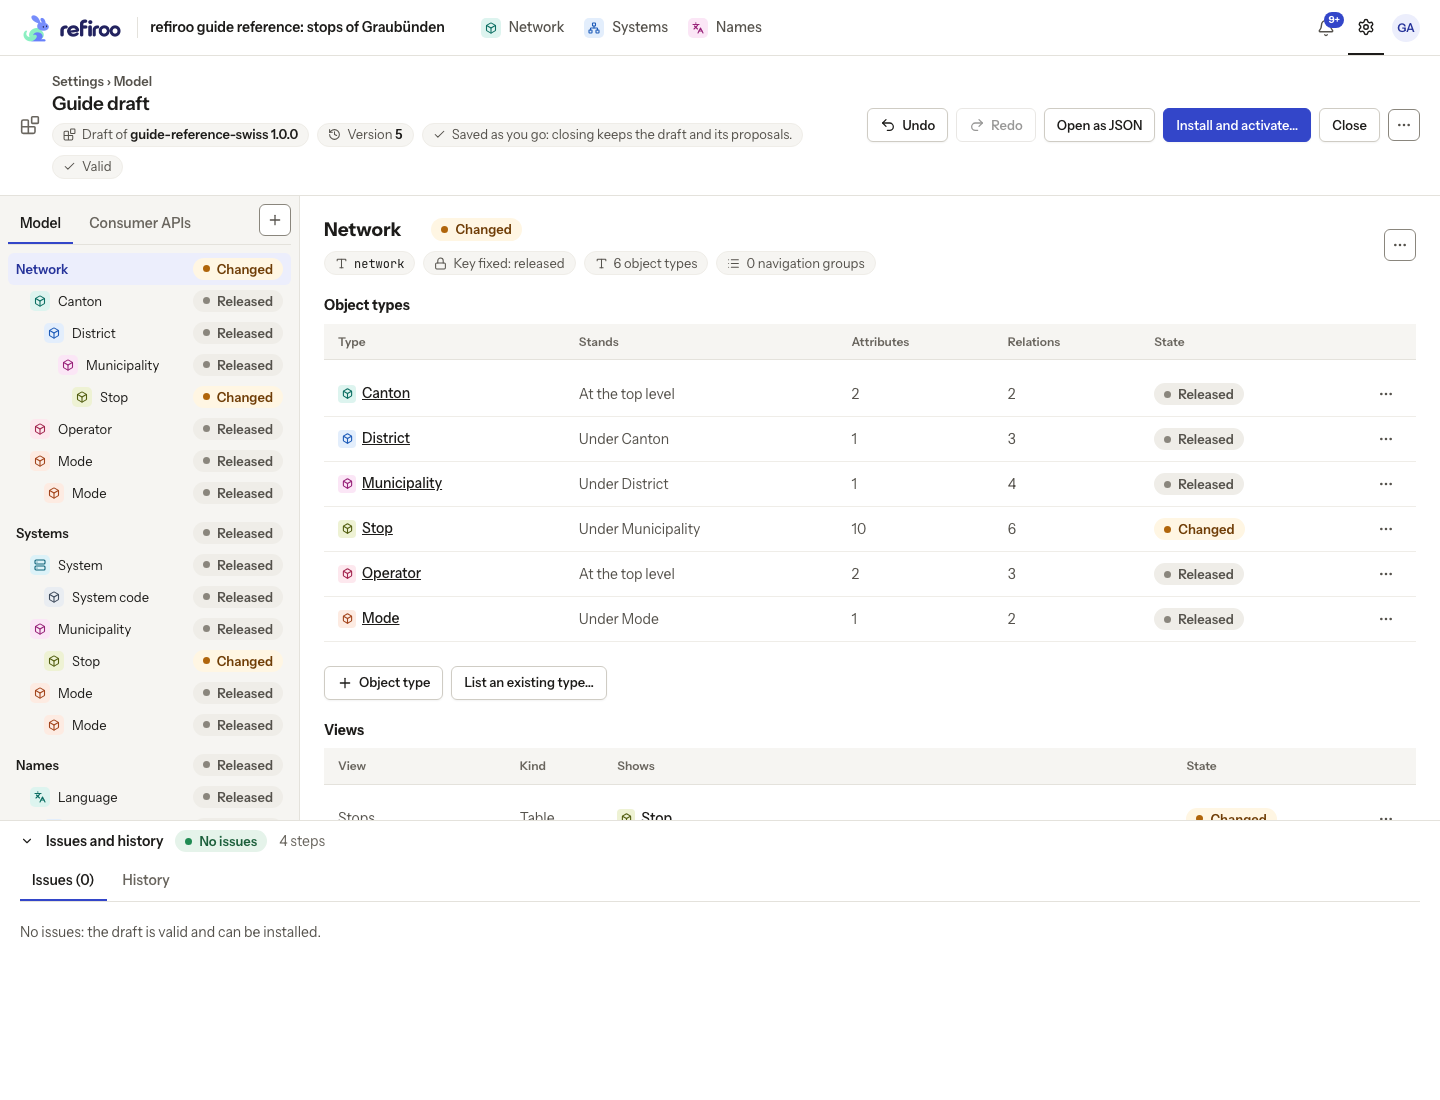 refiroo
refiroo guide reference: stops of Graubünden
Network
Systems
Names
9+
GA
Settings › Model
Guide draft
Draft of guide-reference-swiss 1.0.0
Version 5
Saved as you go: closing keeps the draft and its proposals.
Valid
Undo
Redo
Open as JSON
Install and activate...
Close
Model
Consumer APIs
Network Changed
Canton Released
District Released
Municipality Released
Stop Changed
Operator Released
Mode Released
Mode Released
Systems Released
System Released
System code Released
Municipality Released
Stop Changed
Mode Released
Mode Released
Names Released
Language Released
Network Changed
network
Key fixed: released
6 object types
0 navigation groups
Object types
Type Stands Attributes Relations State
Canton At the top level 2 2 Released
District Under Canton 1 3 Released
Municipality Under District 1 4 Released
Stop Under Municipality 10 6 Changed
Operator At the top level 2 3 Released
Mode Under Mode 1 2 Released
Object type
List an existing type...
Views
View Kind Shows State
Stops Table Stop Changed
Issues and history No issues 4 steps
Issues (0) History
No issues: the draft is valid and can be installed.